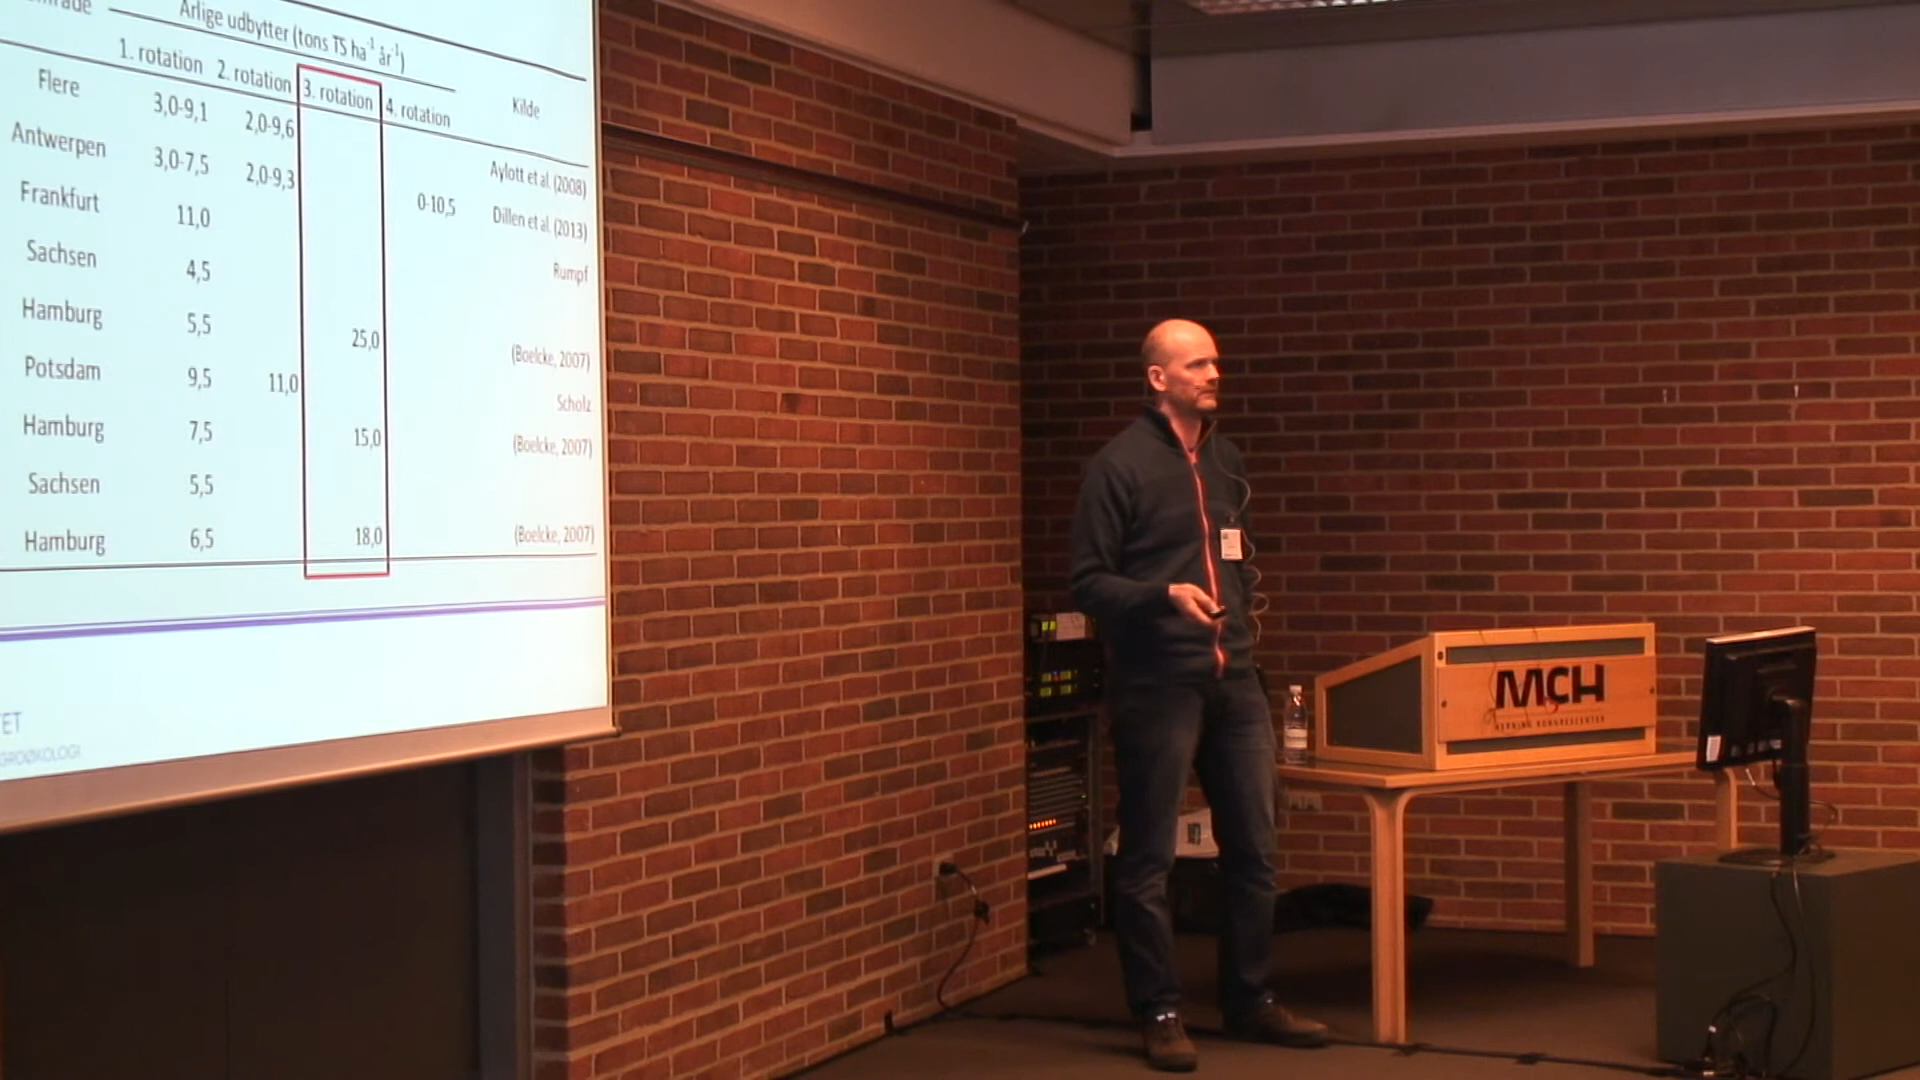 Årlige udbytter (tons TS ha-1 år-1)
1. rotation 2. rotation 3. rotation 4. rotation Kilde
Flere 3,0-9,1 2,0-9,6 Aylott et al. (2008)
Antwerpen 3,0-7,5 2,0-9,3 0-10,5 Dillen et al. (2013)
Frankfurt 11,0 Rumpf
Sachsen 4,5
Hamburg 5,5 25,0 (Boelcke, 2007)
Potsdam 9,5 11,0 Scholz
Hamburg 7,5 15,0 (Boelcke, 2007)
Sachsen 5,5
Hamburg 6,5 18,0 (Boelcke, 2007)
TET
GROØKOLOGI
MCH
HERNING KONGRESCENTER